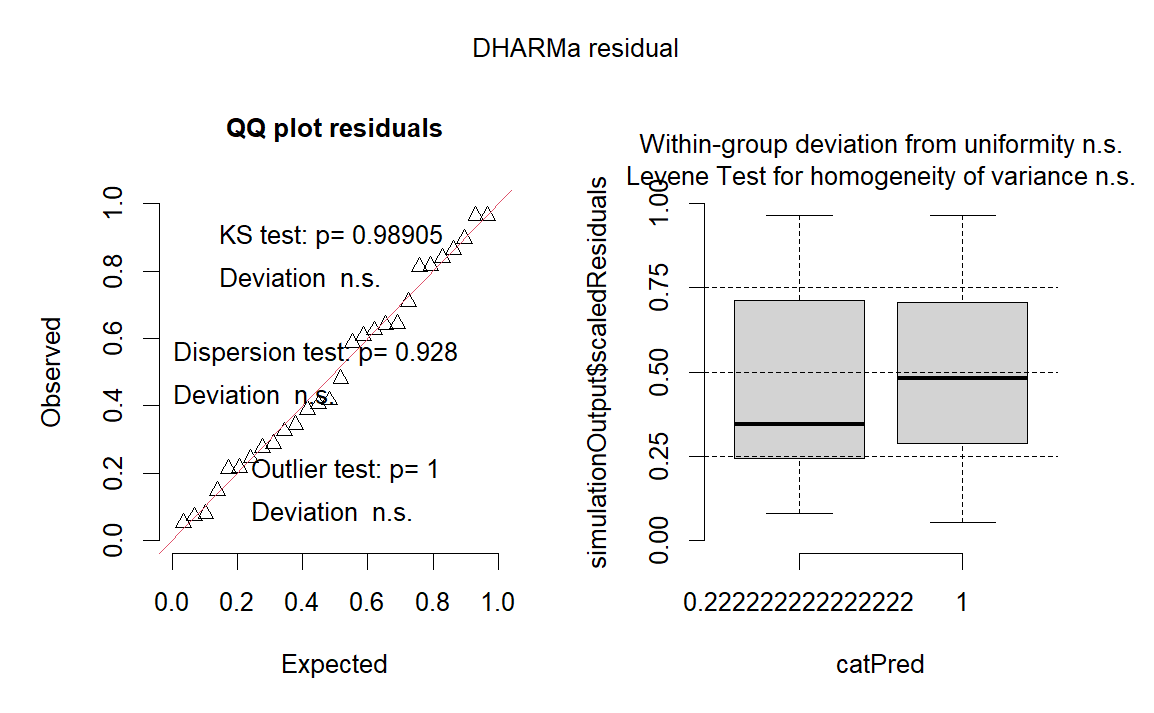 DHARMa residual
QQ plot residuals
KS test: p= 0.98905
Deviation  n.s.
Dispersion test: p= 0.928
Deviation  n.s.
Outlier test: p= 1
Deviation  n.s.
Observed
0.0 0.2 0.4 0.6 0.8 1.0
0.0 0.2 0.4 0.6 0.8 1.0
Expected
Within-group deviation from uniformity n.s.
Levene Test for homogeneity of variance n.s.
simulationOutput$scaledResiduals
0.00 0.25 0.50 0.75 1.00
0.222222222222222 1
catPred